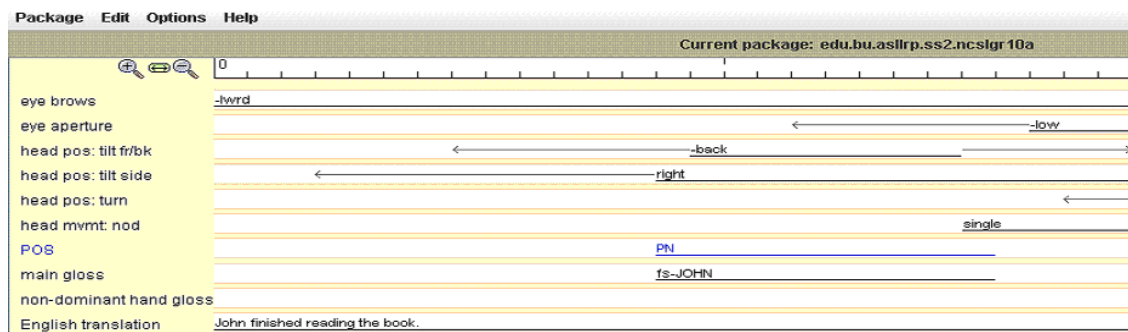 Package Edit Options Help
Current package: edu.bu.asllrp.ss2.ncslgr10a
0
eye brows -lwrd
eye aperture -low
head pos: tilt fr/bk -back
head pos: tilt side right
head pos: turn
head mvmt: nod single
POS PN
main gloss fs-JOHN
non-dominant hand gloss
English translation John finished reading the book.